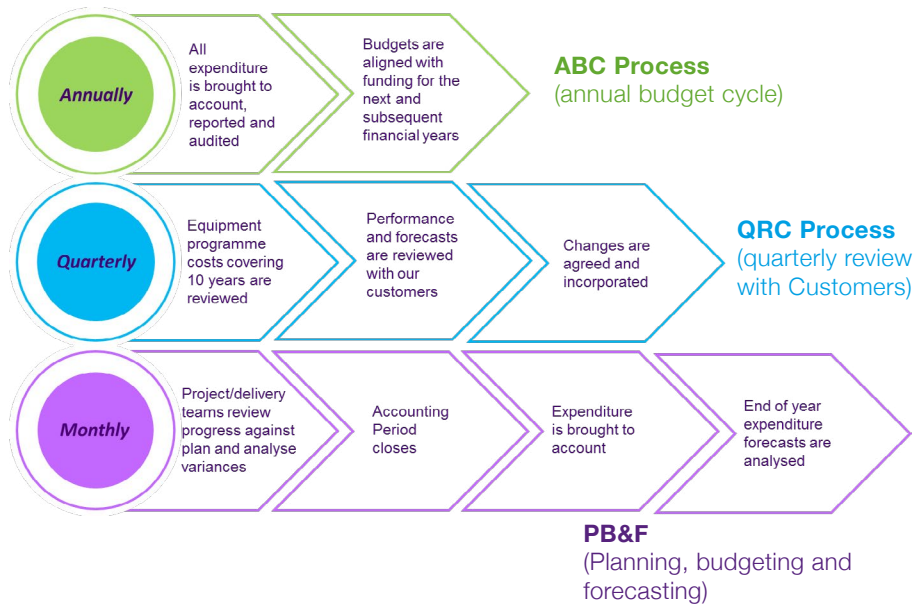 Annually
All
expenditure
is brought to
account,
reported and
audited
Budgets are
aligned with
funding for the
next and
subsequent
financial years
ABC Process
(annual budget cycle)
Quarterly
Equipment
programme
costs covering
10 years are
reviewed
Performance
and forecasts
are reviewed
with our
customers
Changes are
agreed and
incorporated
QRC Process
(quarterly review
with Customers)
Monthly
Project/delivery
teams review
progress against
plan and analyse
variances
Accounting
Period
closes
Expenditure
is brought to
account
End of year
expenditure
forecasts are
analysed
PB&F
(Planning, budgeting and
forecasting)